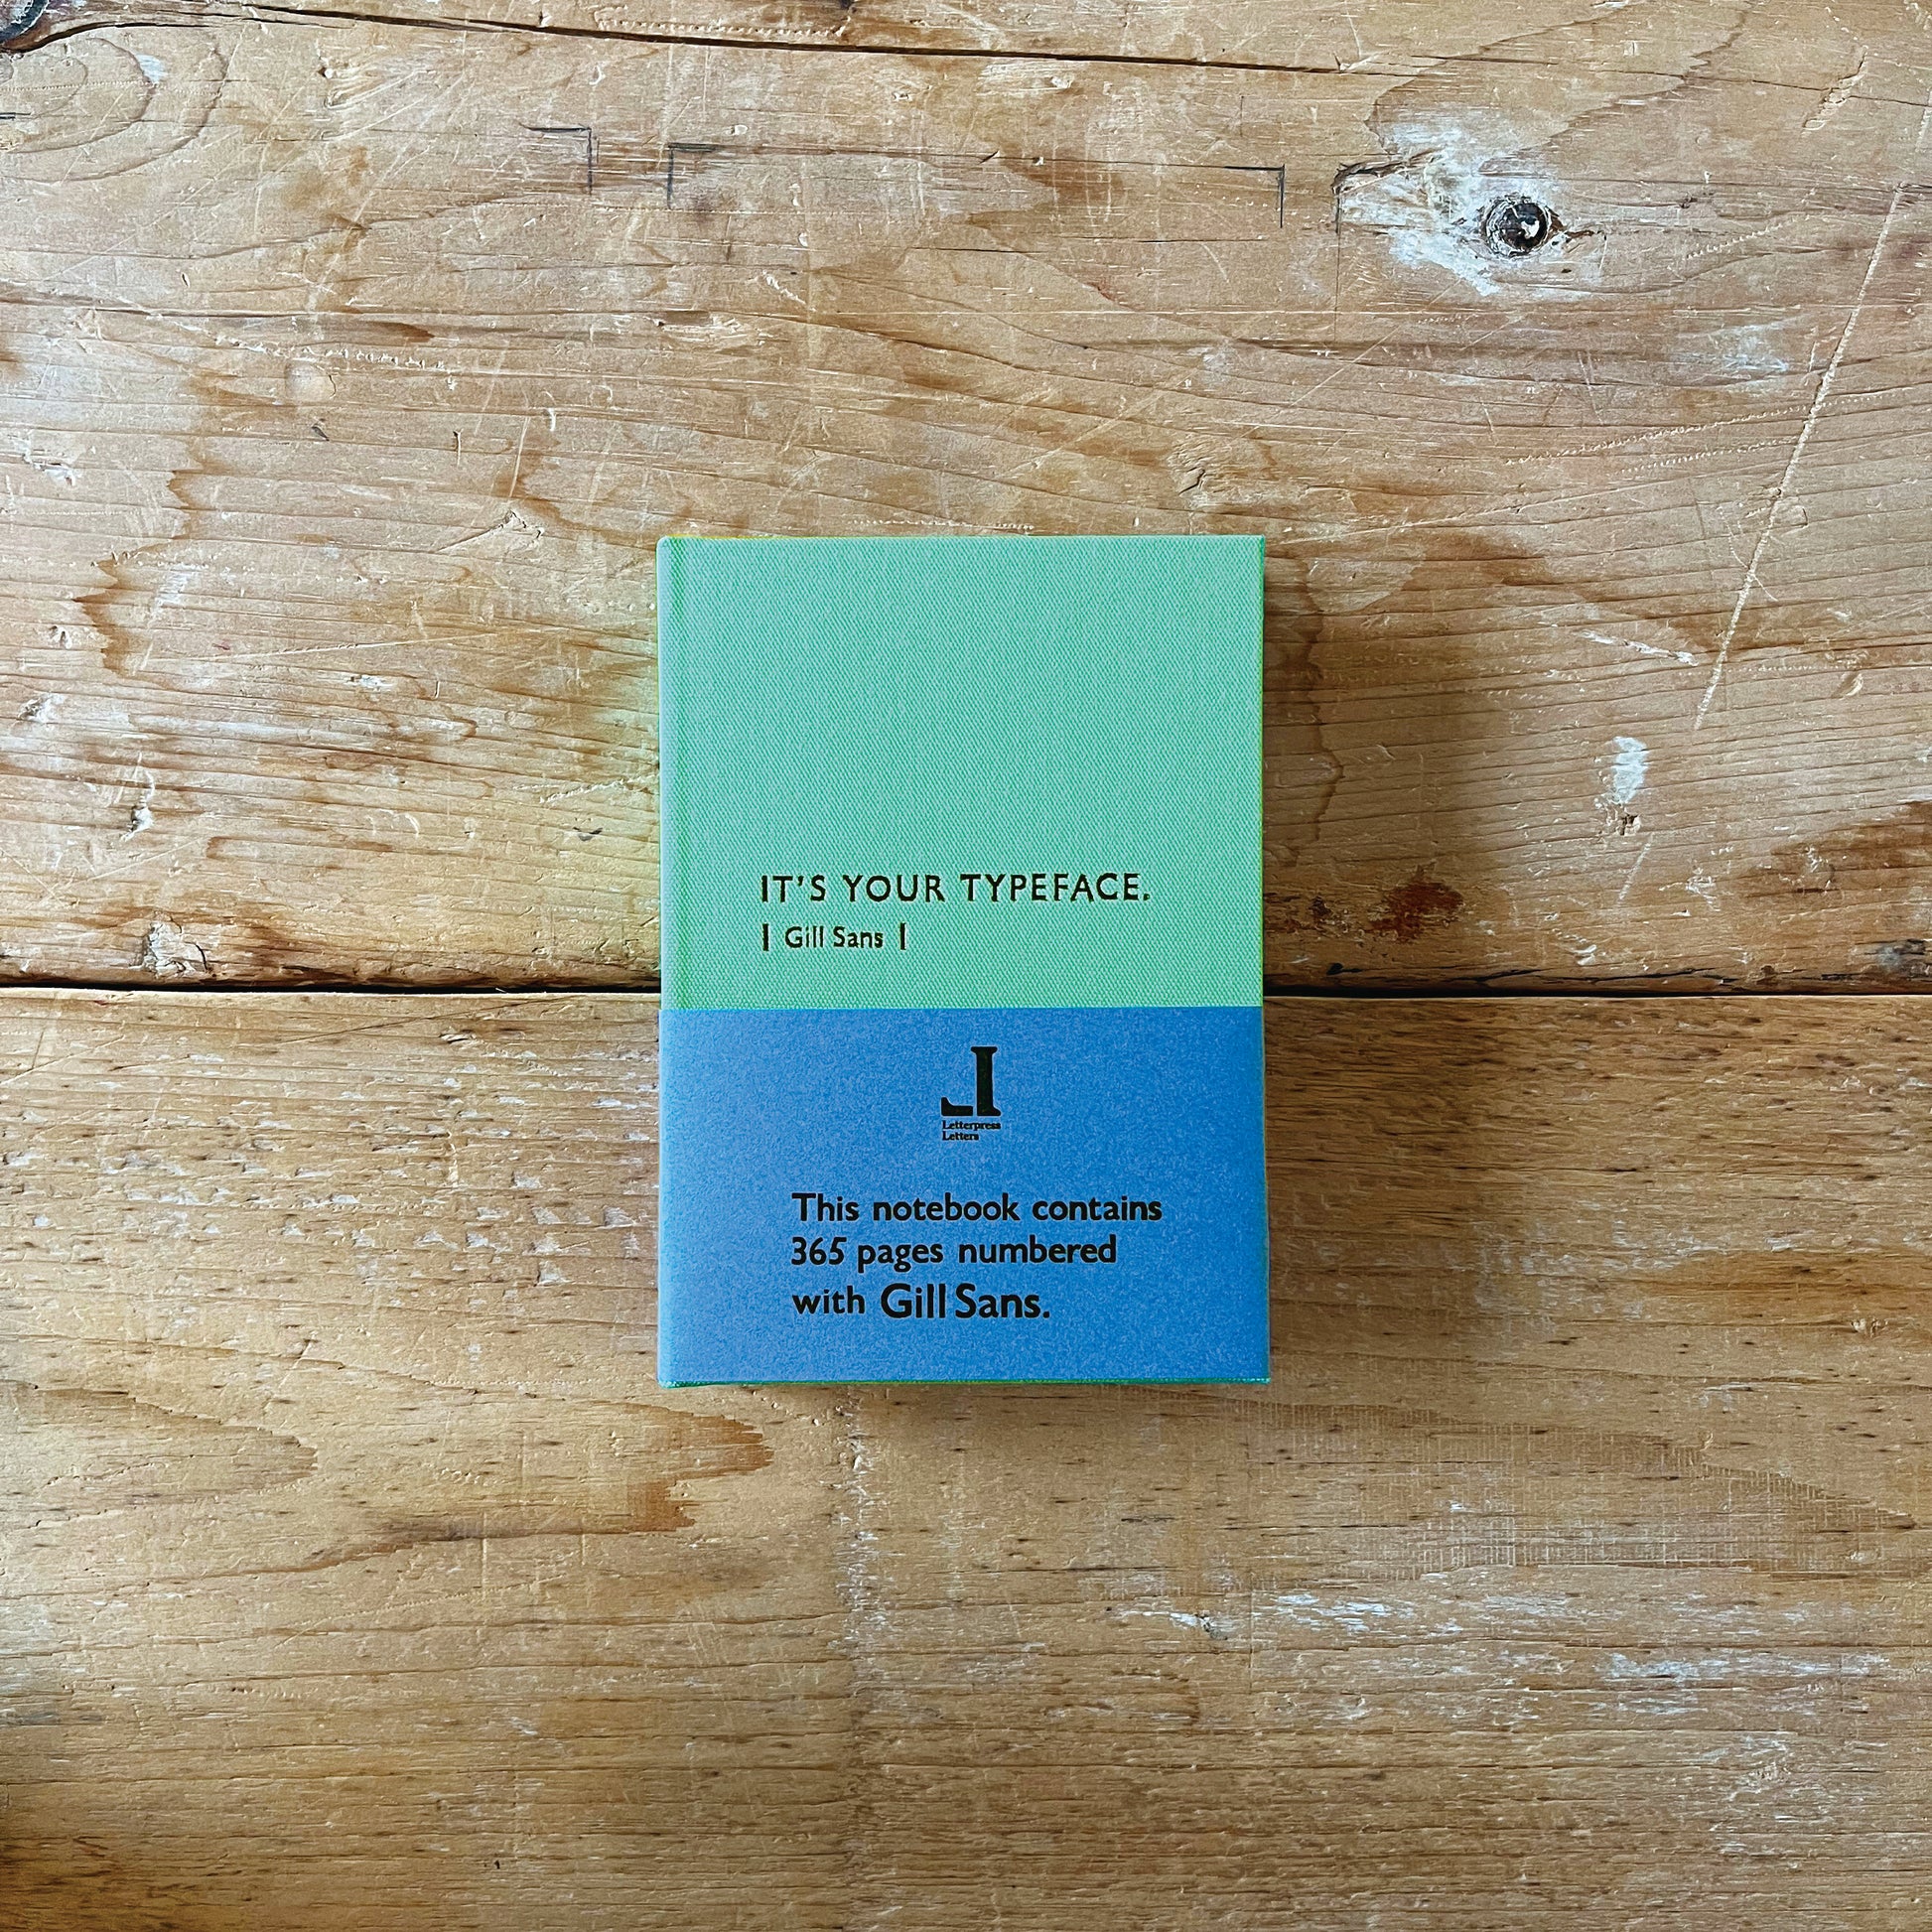 IT'S YOUR TYPEFACE.
| Gill Sans |
Letterpress
Letters
This notebook contains
365 pages numbered
with Gill Sans.